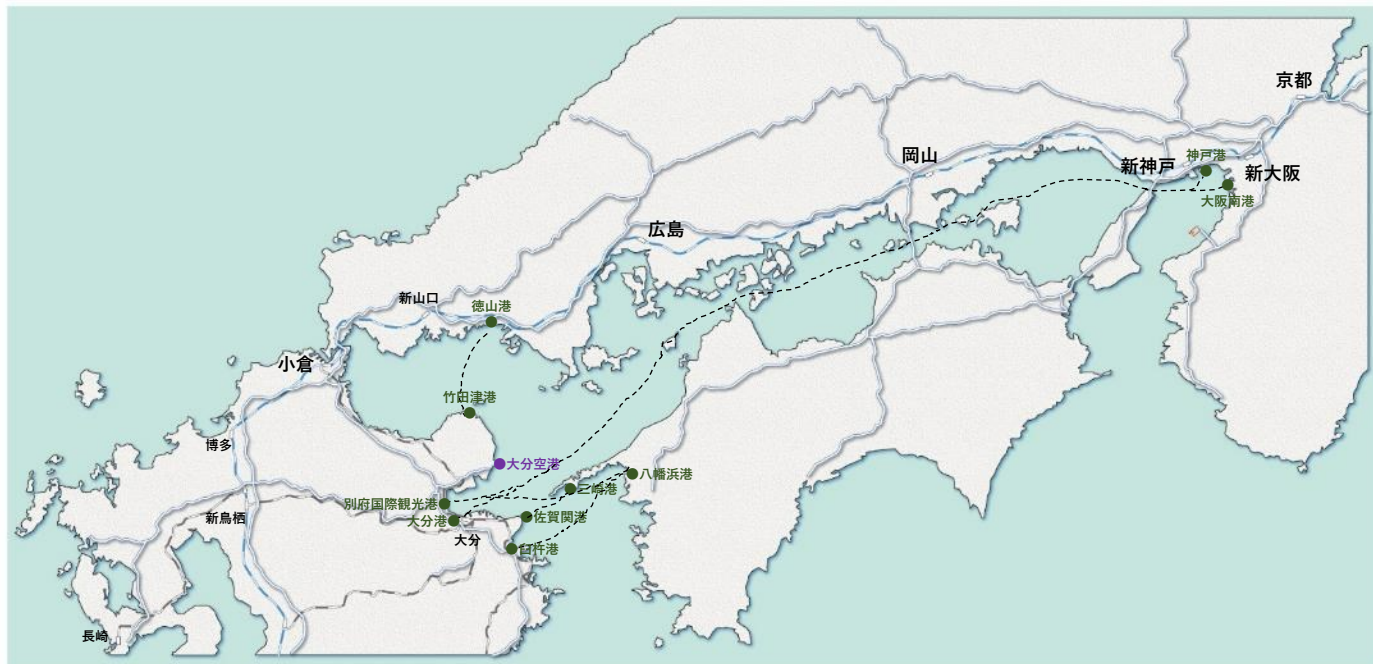 京都
岡山
新神戸
神戸港
新大阪
大阪南港
広島
新山口
徳山港
小倉
竹田津港
博多
大分空港
八幡浜港
三崎港
別府国際観光港
新鳥栖
大分港
佐賀関港
大分
臼杵港
長崎